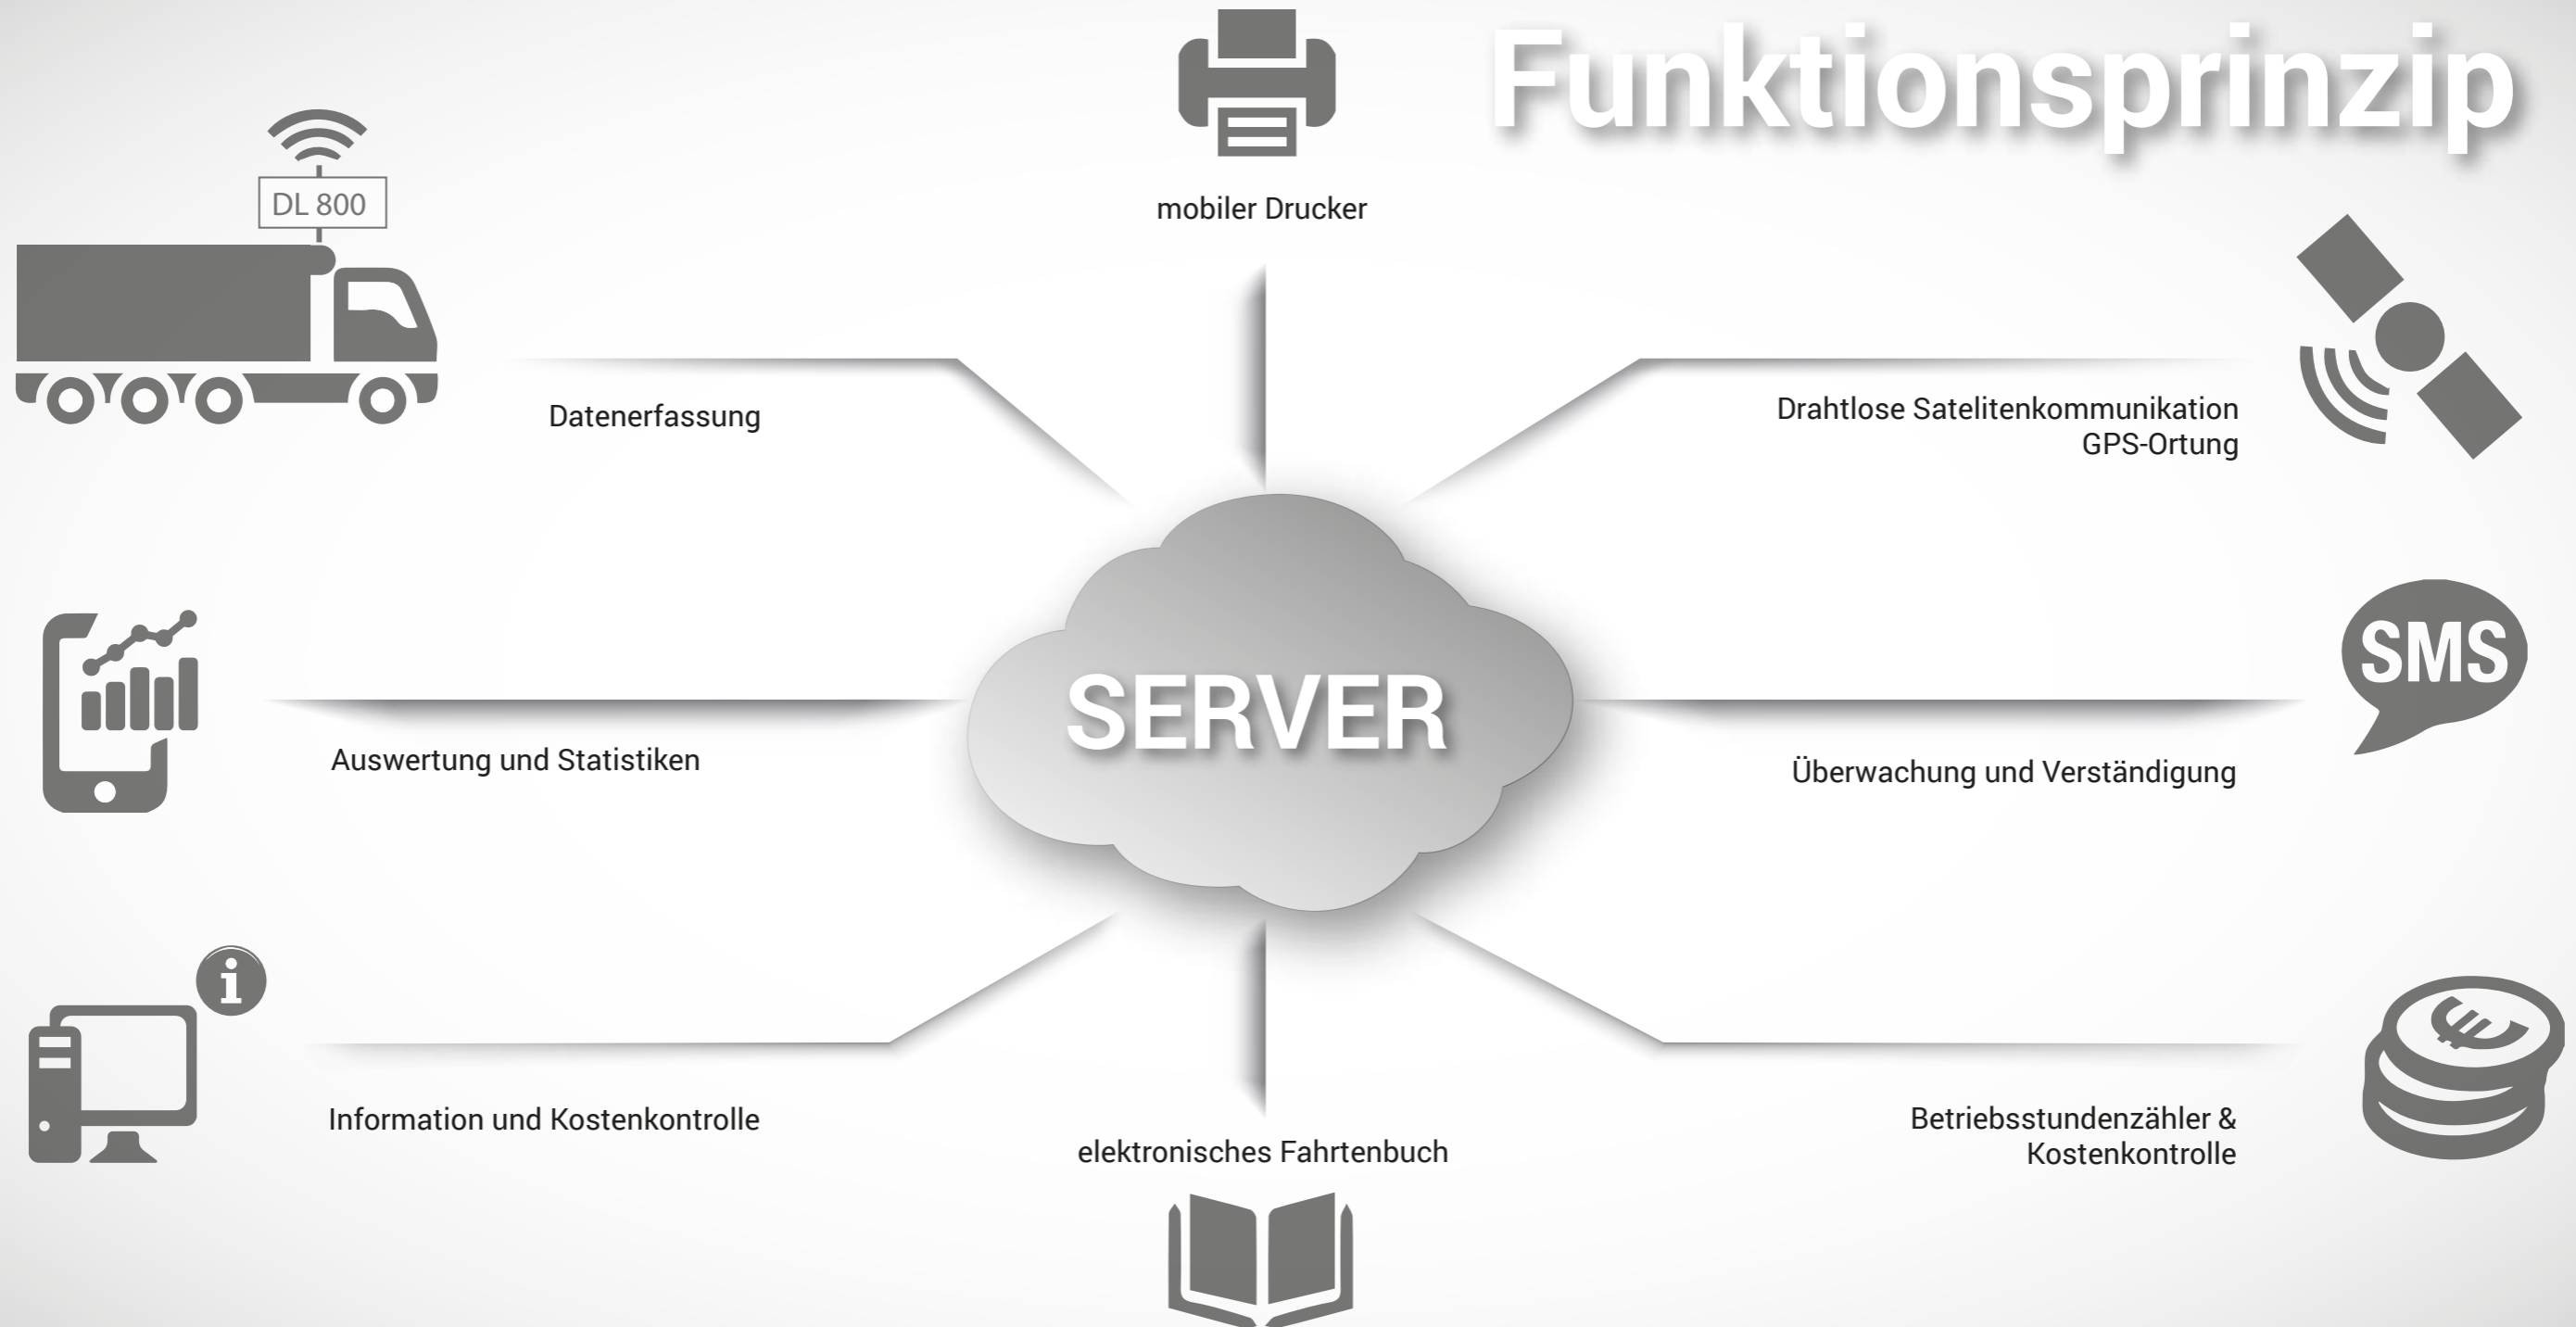 Funktionsprinzip
DL 800
mobiler Drucker
Datenerfassung
Drahtlose Satelitenkommunikation
GPS-Ortung
SMS
SERVER
Auswertung und Statistiken
Überwachung und Verständigung
i
€
Information und Kostenkontrolle
Betriebsstundenzähler &
Kostenkontrolle
elektronisches Fahrtenbuch